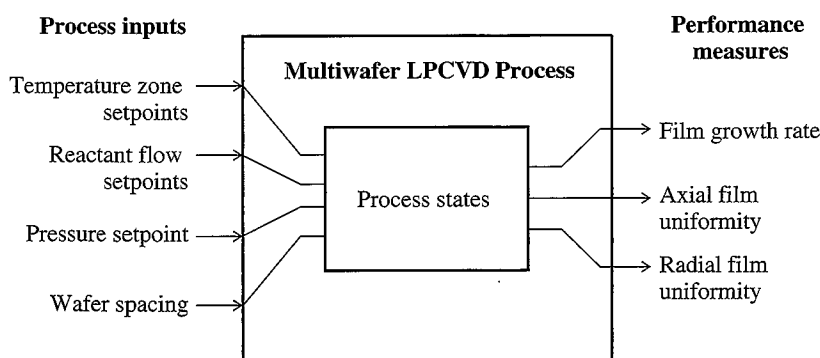 Process inputs
Temperature zone
setpoints
Reactant flow
setpoints
Pressure setpoint
Wafer spacing
Multiwafer LPCVD Process
Process states
Performance
measures
Film growth rate
Axial film
uniformity
Radial film
uniformity